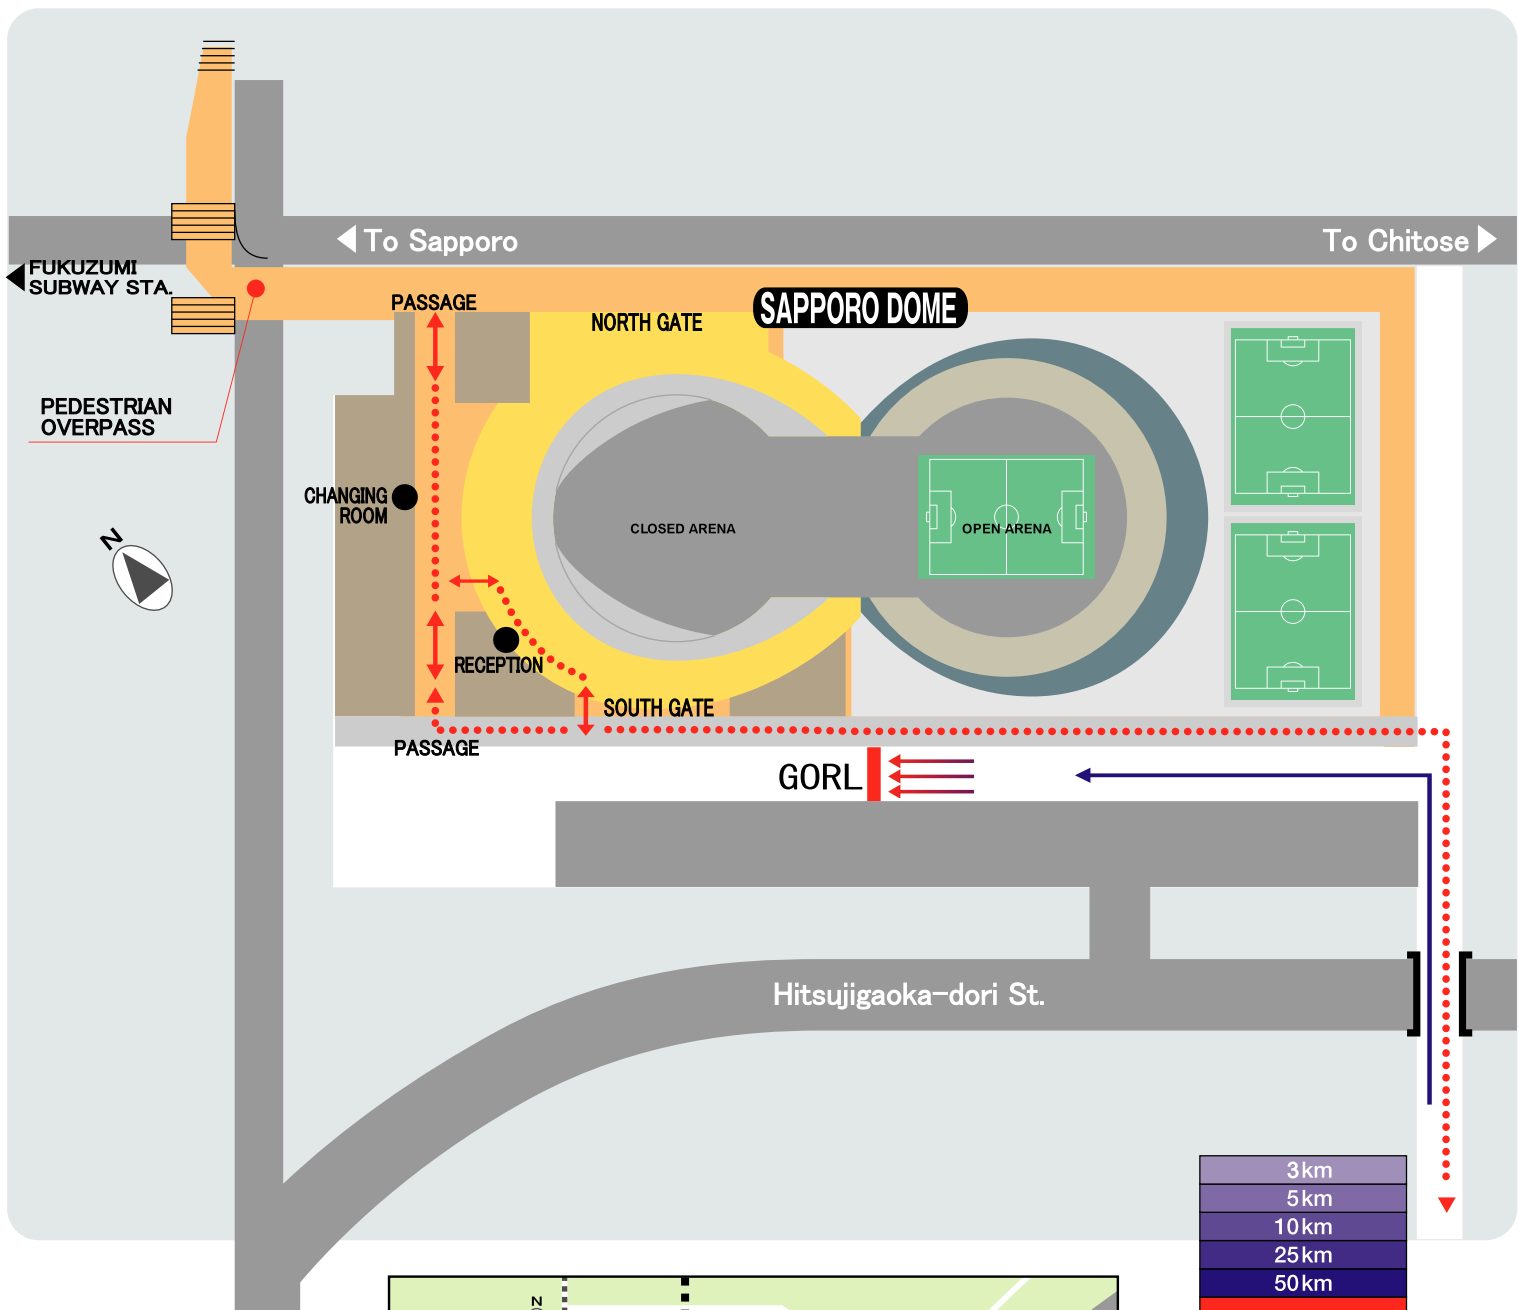 To Sapporo
To Chitose
FUKUZUMI
SUBWAY STA.
PASSAGE
SAPPORO DOME
NORTH GATE
PEDESTRIAN
OVERPASS
CHANGING
ROOM
CLOSED ARENA
OPEN ARENA
N
RECEPTION
SOUTH GATE
PASSAGE
GORL
Hitsujigaoka-dori St.
3km
5km
10km
25km
50km